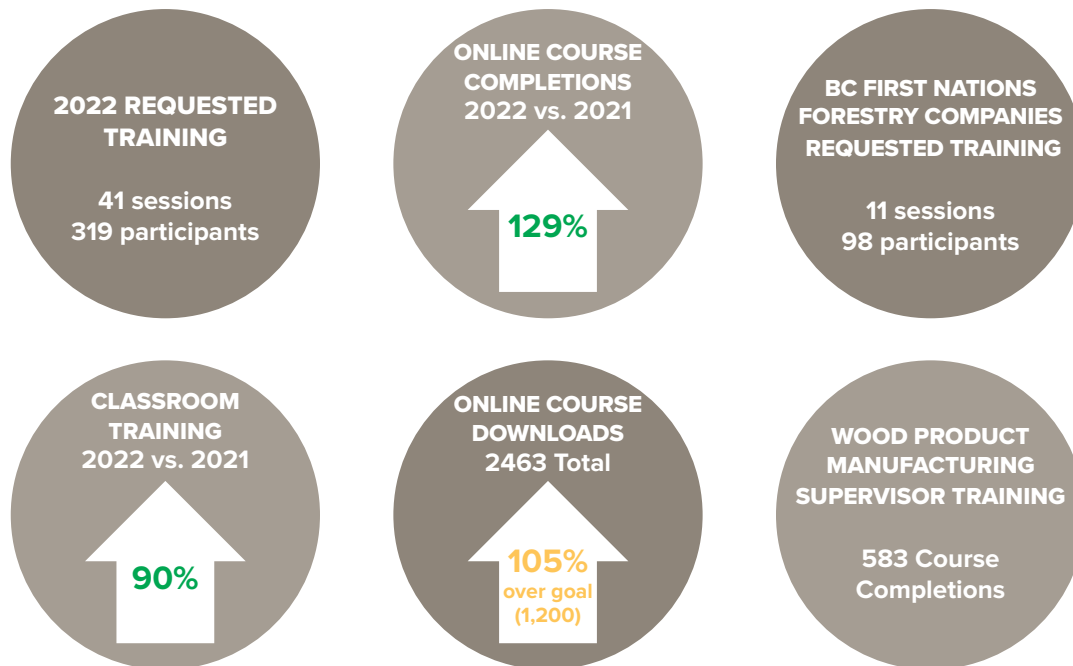 2022 REQUESTED
TRAINING
41 sessions
319 participants
ONLINE COURSE
COMPLETIONS
2022 vs. 2021
129%
BC FIRST NATIONS
FORESTRY COMPANIES
REQUESTED TRAINING
11 sessions
98 participants
CLASSROOM
TRAINING
2022 vs. 2021
90%
ONLINE COURSE
DOWNLOADS
2463 Total
105%
over goal
(1,200)
WOOD PRODUCT
MANUFACTURING
SUPERVISOR TRAINING
583 Course
Completions